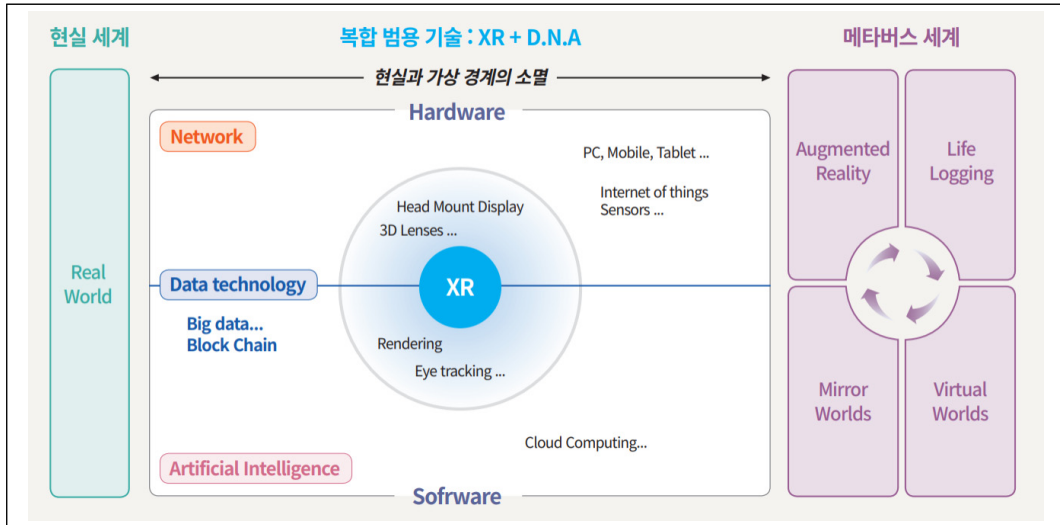 현실 세계
복합 범용 기술 : XR + D.N.A
메타버스 세계
현실과 가상 경계의 소멸
Hardware
Network
PC, Mobile, Tablet ...
Internet of things
Sensors ...
Head Mount Display
3D Lenses ...
Real
World
Data technology
XR
Big data...
Block Chain
Rendering
Eye tracking ...
Cloud Computing...
Artificial Intelligence
Sofrware
Augmented
Reality
Life
Logging
Mirror
Worlds
Virtual
Worlds